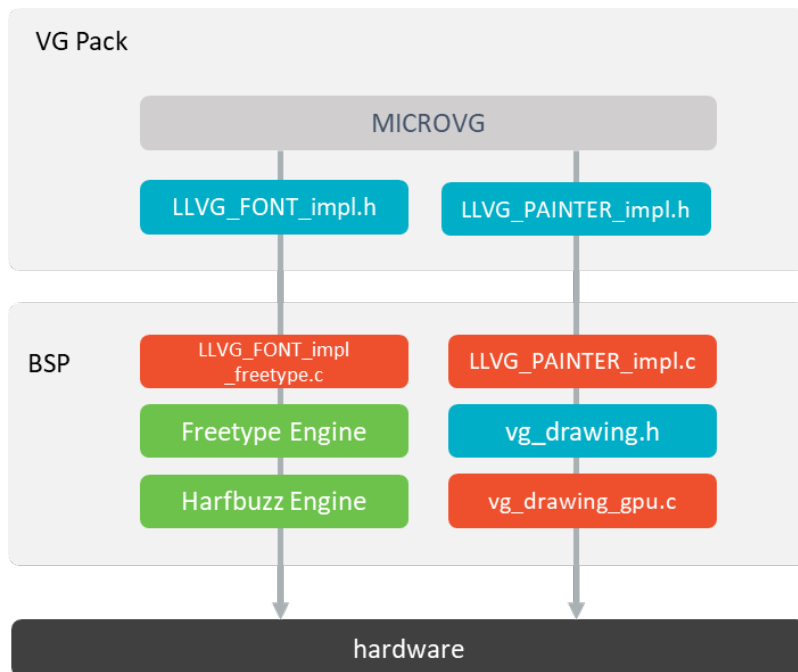 VG Pack
MICROVG
LLVG_FONT_impl.h
LLVG_PAINTER_impl.h
BSP
LLVG_FONT_impl
_freetype.c
LLVG_PAINTER_impl.c
Freetype Engine
vg_drawing.h
Harfbuzz Engine
vg_drawing_gpu.c
hardware